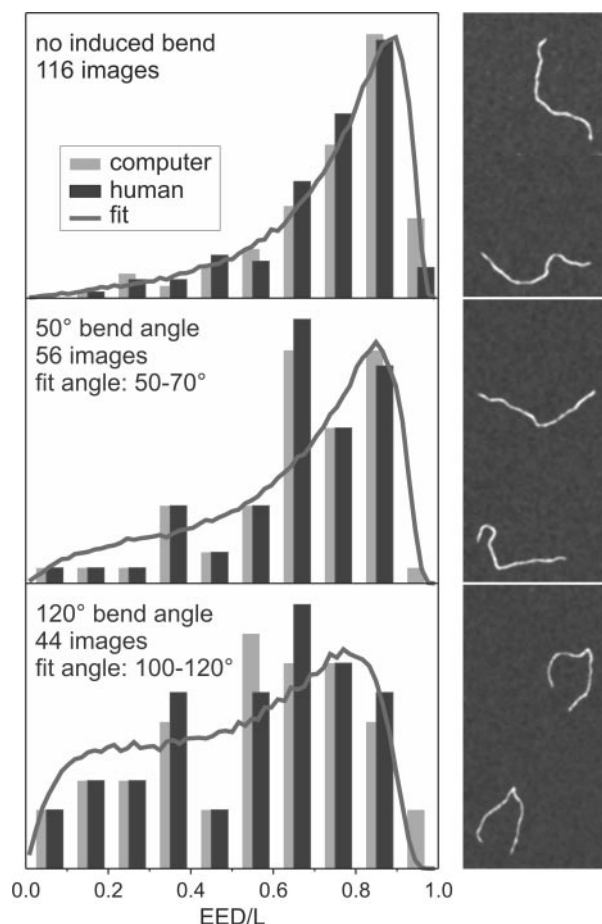 no induced bend
116 images
computer
human
fit
50° bend angle
56 images
fit angle: 50-70°
120° bend angle
44 images
fit angle: 100-120°
0.0 0.2 0.4 0.6 0.8 1.0
EED/L